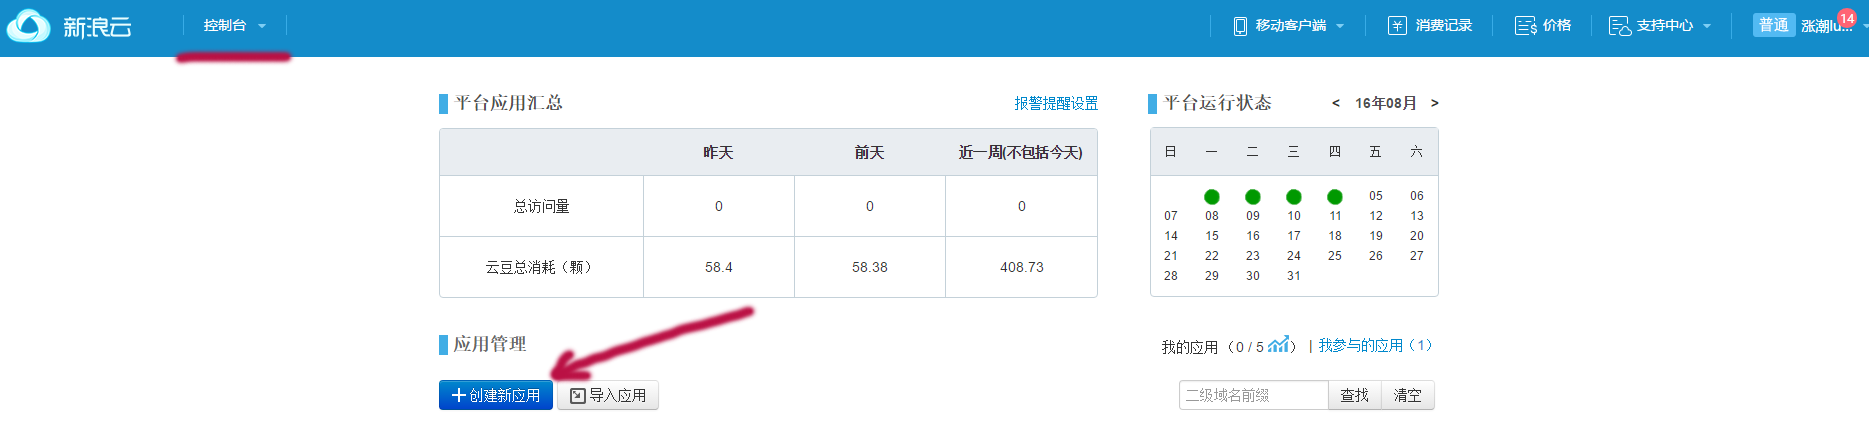 新浪云 控制台 移动客户端 消费记录 价格 支持中心 普通 涨潮lu... 14
平台应用汇总 报警提醒设置
昨天 前天 近一周(不包括今天)
总访问量 0 0 0
云豆总消耗（颗） 58.4 58.38 408.73
平台运行状态 < 16年08月 >
日 一 二 三 四 五 六
05 06
07 08 09 10 11 12 13
14 15 16 17 18 19 20
21 22 23 24 25 26 27
28 29 30 31
应用管理 我的应用（0 / 5 ） | 我参与的应用（1）
创建新应用 导入应用 二级域名前缀 查找 清空